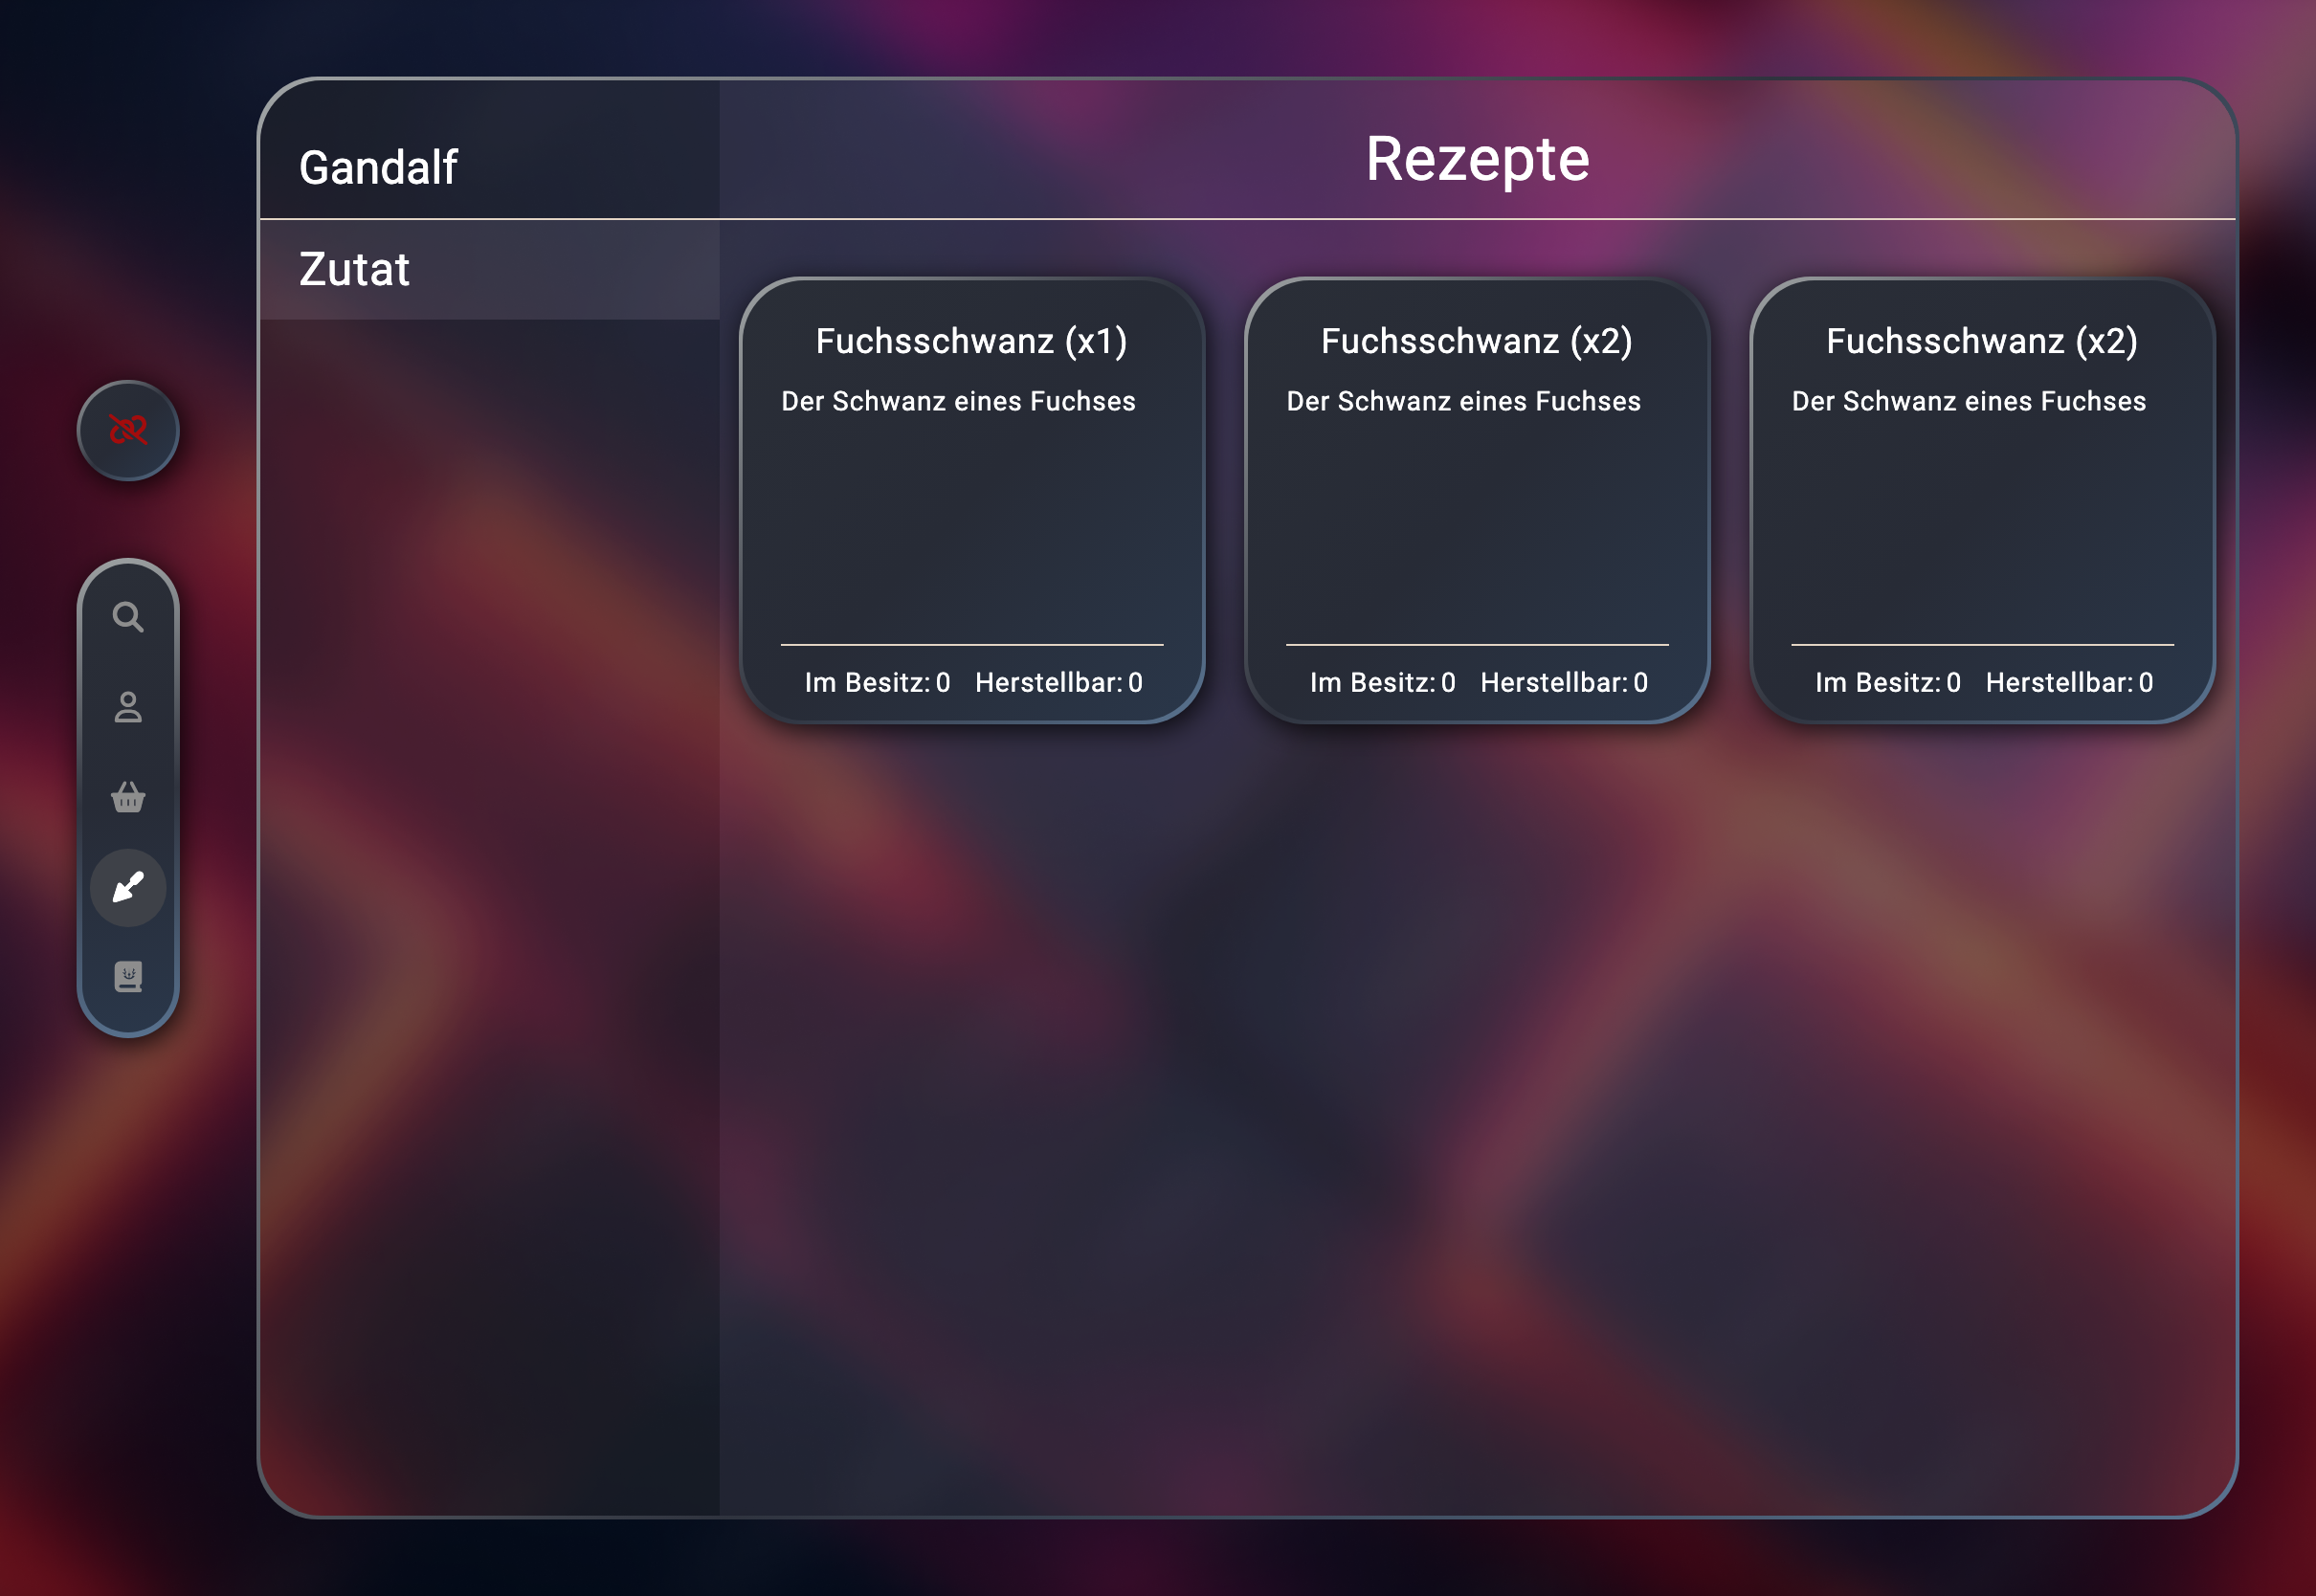 Gandalf
Rezepte
Zutat
Fuchsschwanz (x1)
Der Schwanz eines Fuchses
Im Besitz: 0 Herstellbar: 0
Fuchsschwanz (x2)
Der Schwanz eines Fuchses
Im Besitz: 0 Herstellbar: 0
Fuchsschwanz (x2)
Der Schwanz eines Fuchses
Im Besitz: 0 Herstellbar: 0